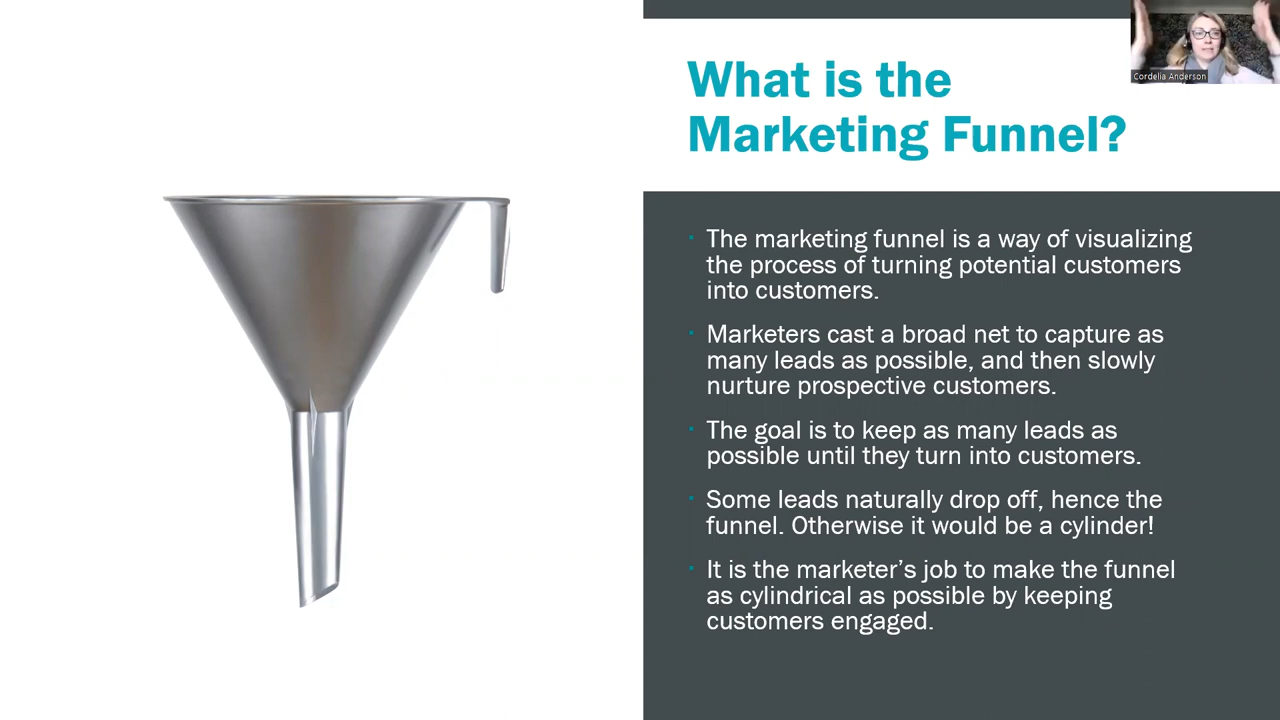 What is the
Marketing Funnel?
Cordelia Anderson
· The marketing funnel is a way of visualizing
the process of turning potential customers
into customers.
· Marketers cast a broad net to capture as
many leads as possible, and then slowly
nurture prospective customers.
· The goal is to keep as many leads as
possible until they turn into customers.
· Some leads naturally drop off, hence the
funnel. Otherwise it would be a cylinder!
· It is the marketer’s job to make the funnel
as cylindrical as possible by keeping
customers engaged.